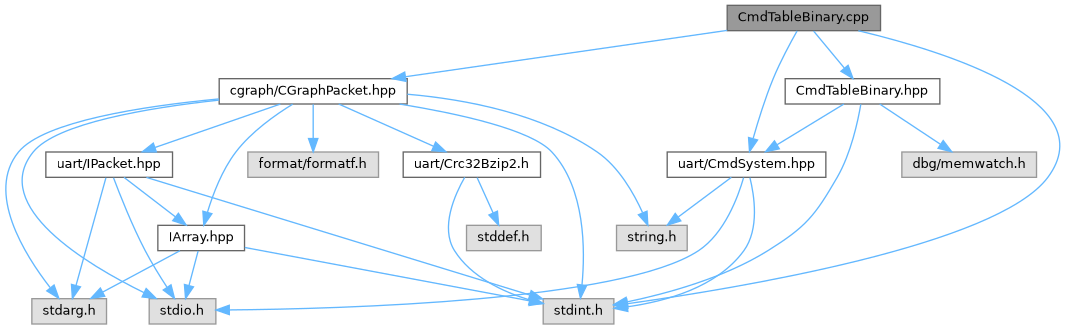 CmdTableBinary.cpp
cgraph/CGraphPacket.hpp
CmdTableBinary.hpp
uart/IPacket.hpp
format/formatf.h
uart/Crc32Bzip2.h
uart/CmdSystem.hpp
dbg/memwatch.h
IArray.hpp
stddef.h
string.h
stdarg.h
stdio.h
stdint.h